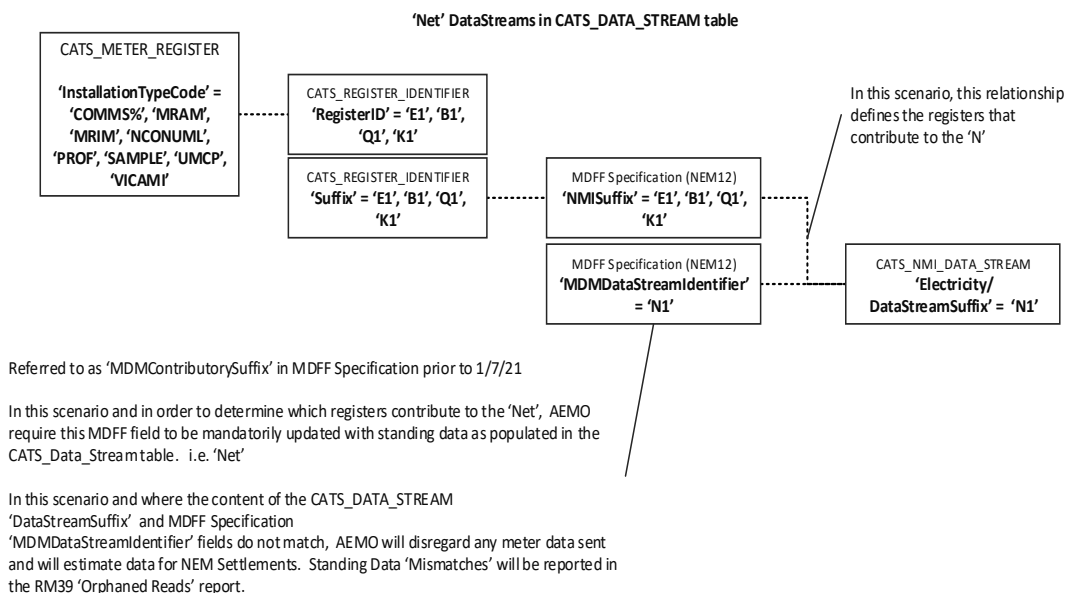 ‘Net’ DataStreams in CATS_DATA_STREAM table
CATS_METER_REGISTER
‘InstallationTypeCode’ =
‘COMMS%’, ‘MRAM’,
‘MRIM’, ‘NCONUML’,
‘PROF’, ‘SAMPLE’, ‘UMCP’,
‘VICAMI’
CATS_REGISTER_IDENTIFIER
‘RegisterID’ = ‘E1’, ‘B1’,
‘Q1’, ‘K1’
CATS_REGISTER_IDENTIFIER
‘Suffix’ = ‘E1’, ‘B1’, ‘Q1’,
‘K1’
MDFF Specification (NEM12)
‘NMISuffix’ = ‘E1’, ‘B1’, ‘Q1’,
‘K1’
MDFF Specification (NEM12)
‘MDMDataStreamIdentifier’
= ‘N1’
In this scenario, this relationship
defines the registers that
contribute to the ‘N’
CATS_NMI_DATA_STREAM
‘Electricity/
DataStreamSuffix’ = ‘N1’
Referred to as ‘MDMContributorySuffix’ in MDFF Specification prior to 1/7/21
In this scenario and in order to determine which registers contribute to the ‘Net’, AEMO
require this MDFF field to be mandatorily updated with standing data as populated in the
CATS_Data_Stream table. i.e. ‘Net’
In this scenario and where the content of the CATS_DATA_STREAM
‘DataStreamSuffix’ and MDFF Specification
‘MDMDataStreamIdentifier’ fields do not match, AEMO will disregard any meter data sent
and will estimate data for NEM Settlements. Standing Data ‘Mismatches’ will be reported in
the RM39 ‘Orphaned Reads’ report.